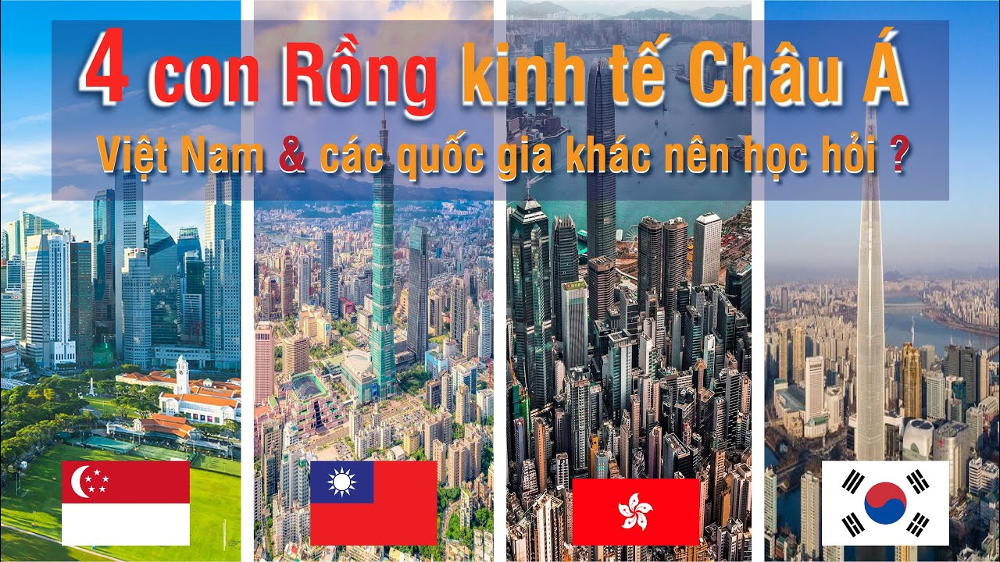 4 con Rồng kinh tế Châu Á
Việt Nam & các quốc gia khác nên học hỏi ?